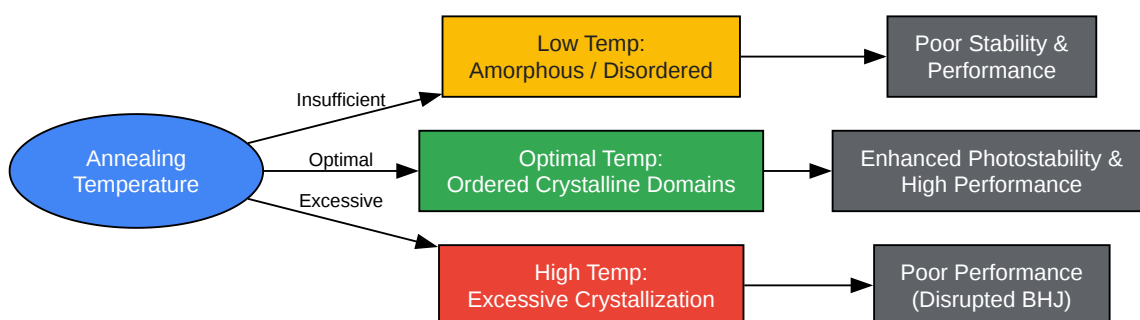 Low Temp:
Amorphous / Disordered
Poor Stability &
Performance
Insufficient
Annealing
Temperature
Optimal
Optimal Temp:
Ordered Crystalline Domains
Enhanced Photostability &
High Performance
Excessive
High Temp:
Excessive Crystallization
Poor Performance
(Disrupted BHJ)